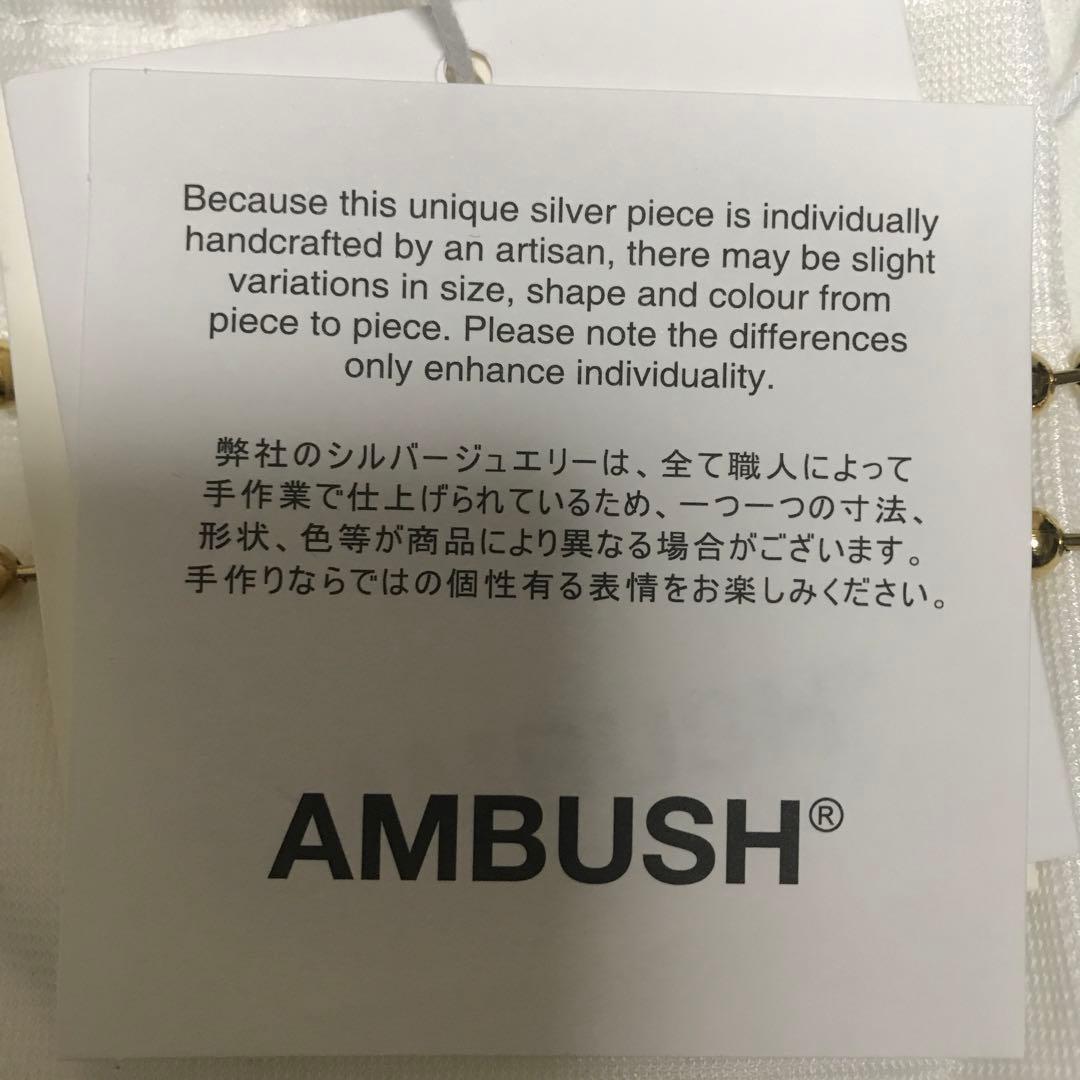 Because this unique silver piece is individually
handcrafted by an artisan, there may be slight
variations in size, shape and colour from
piece to piece. Please note the differences
only enhance individuality.
弊社のシルバージュエリーは、全て職人によって
手作業で仕上げられているため、一つ一つの寸法、
形状、色等が商品により異なる場合がございます。
手作りならではの個性有る表情をお楽しみください。
AMBUSH®